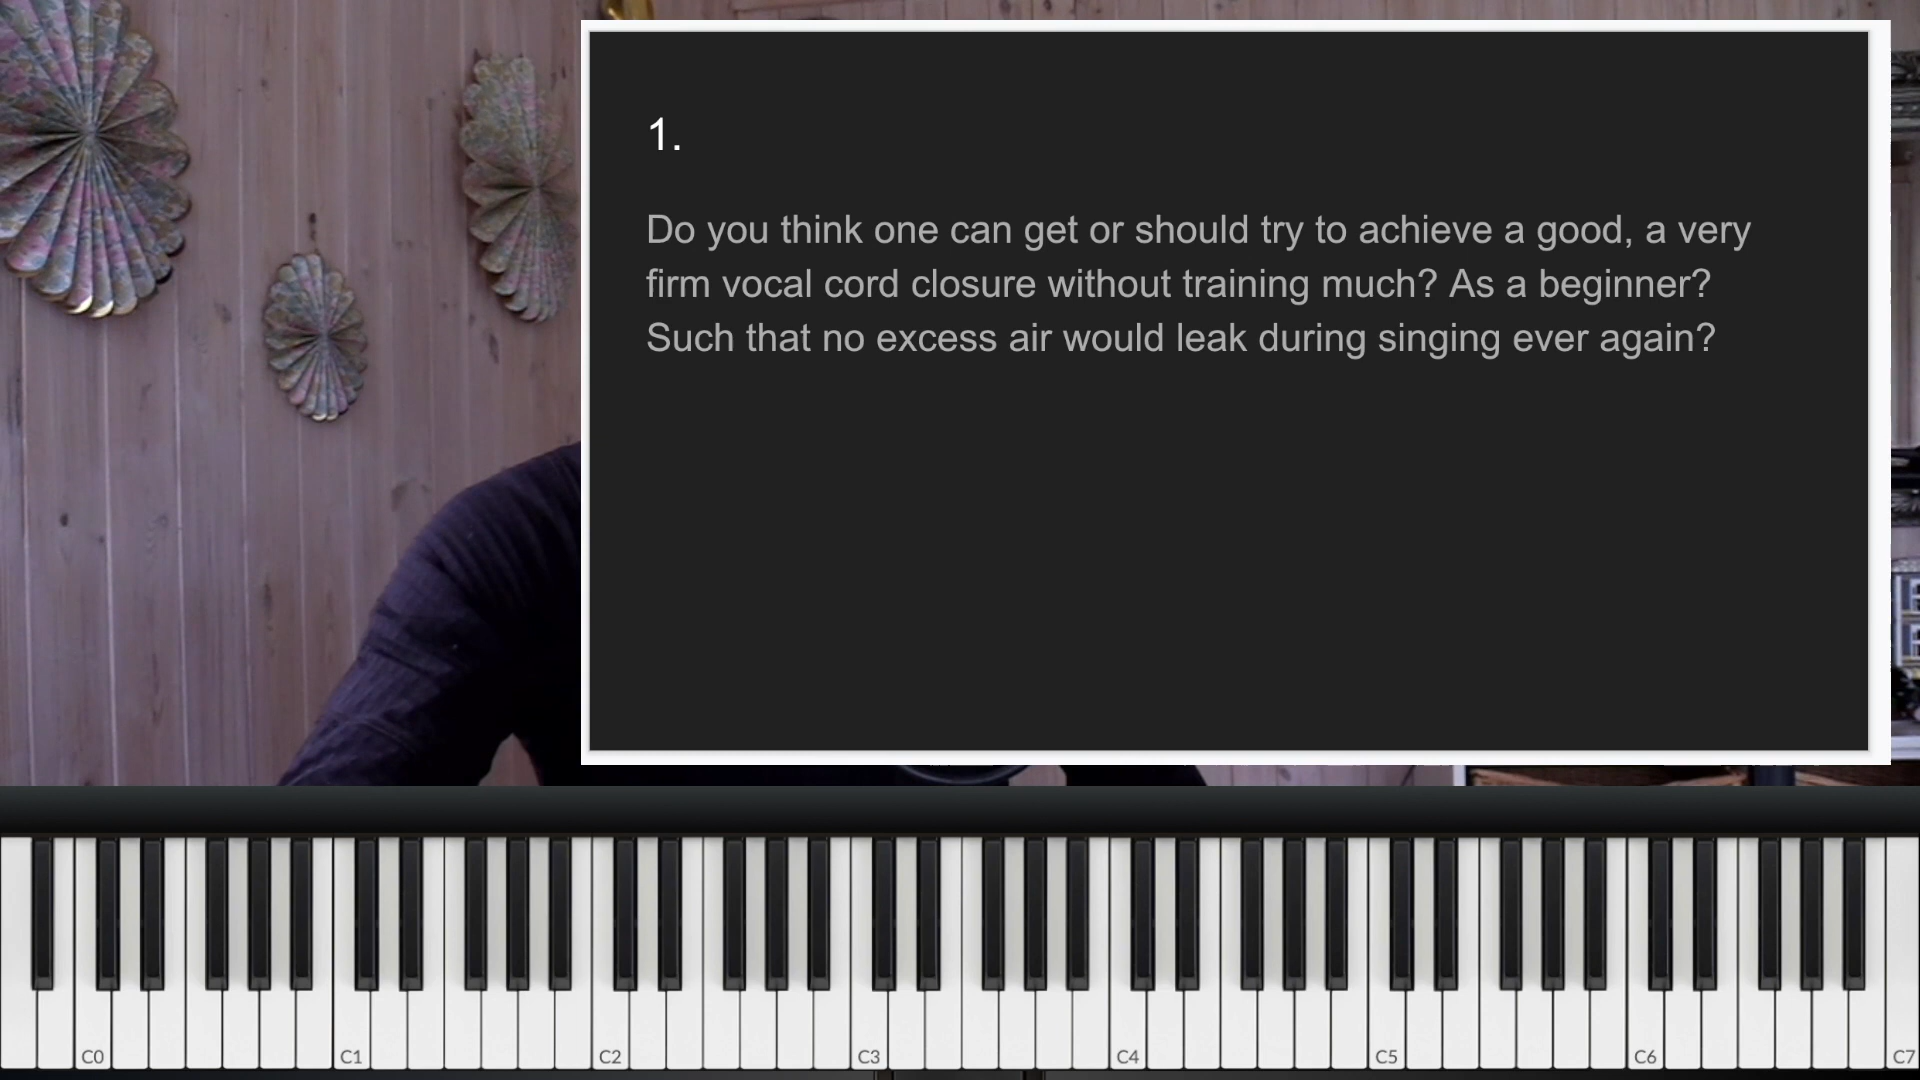 1.
Do you think one can get or should try to achieve a good, a very
firm vocal cord closure without training much? As a beginner?
Such that no excess air would leak during singing ever again?
C0 C1 C2 C3 C4 C5 C6 C7